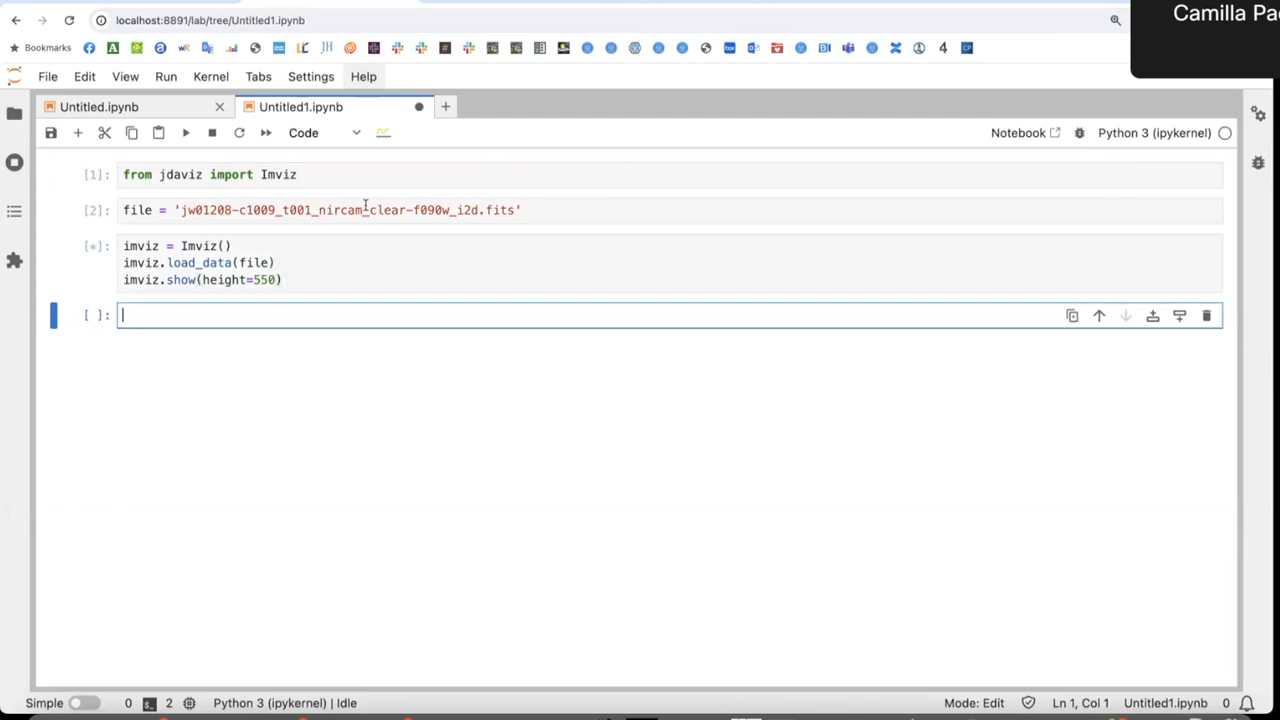 Camilla Pa
localhost:8891/lab/tree/Untitled1.ipynb
Bookmarks
File Edit View Run Kernel Tabs Settings Help
Untitled.ipynb
Untitled1.ipynb
Code
Notebook
Python 3 (ipykernel)
[1]: from jdaviz import Imviz
[2]: file = 'jw01208-c1009_t001_nircam_clear-f090w_i2d.fits'
[*]: imviz = Imviz()
imviz.load_data(file)
imviz.show(height=550)
[ ]:
Simple 0 2 Python 3 (ipykernel) | Idle Mode: Edit Ln 1, Col 1 Untitled1.ipynb 0